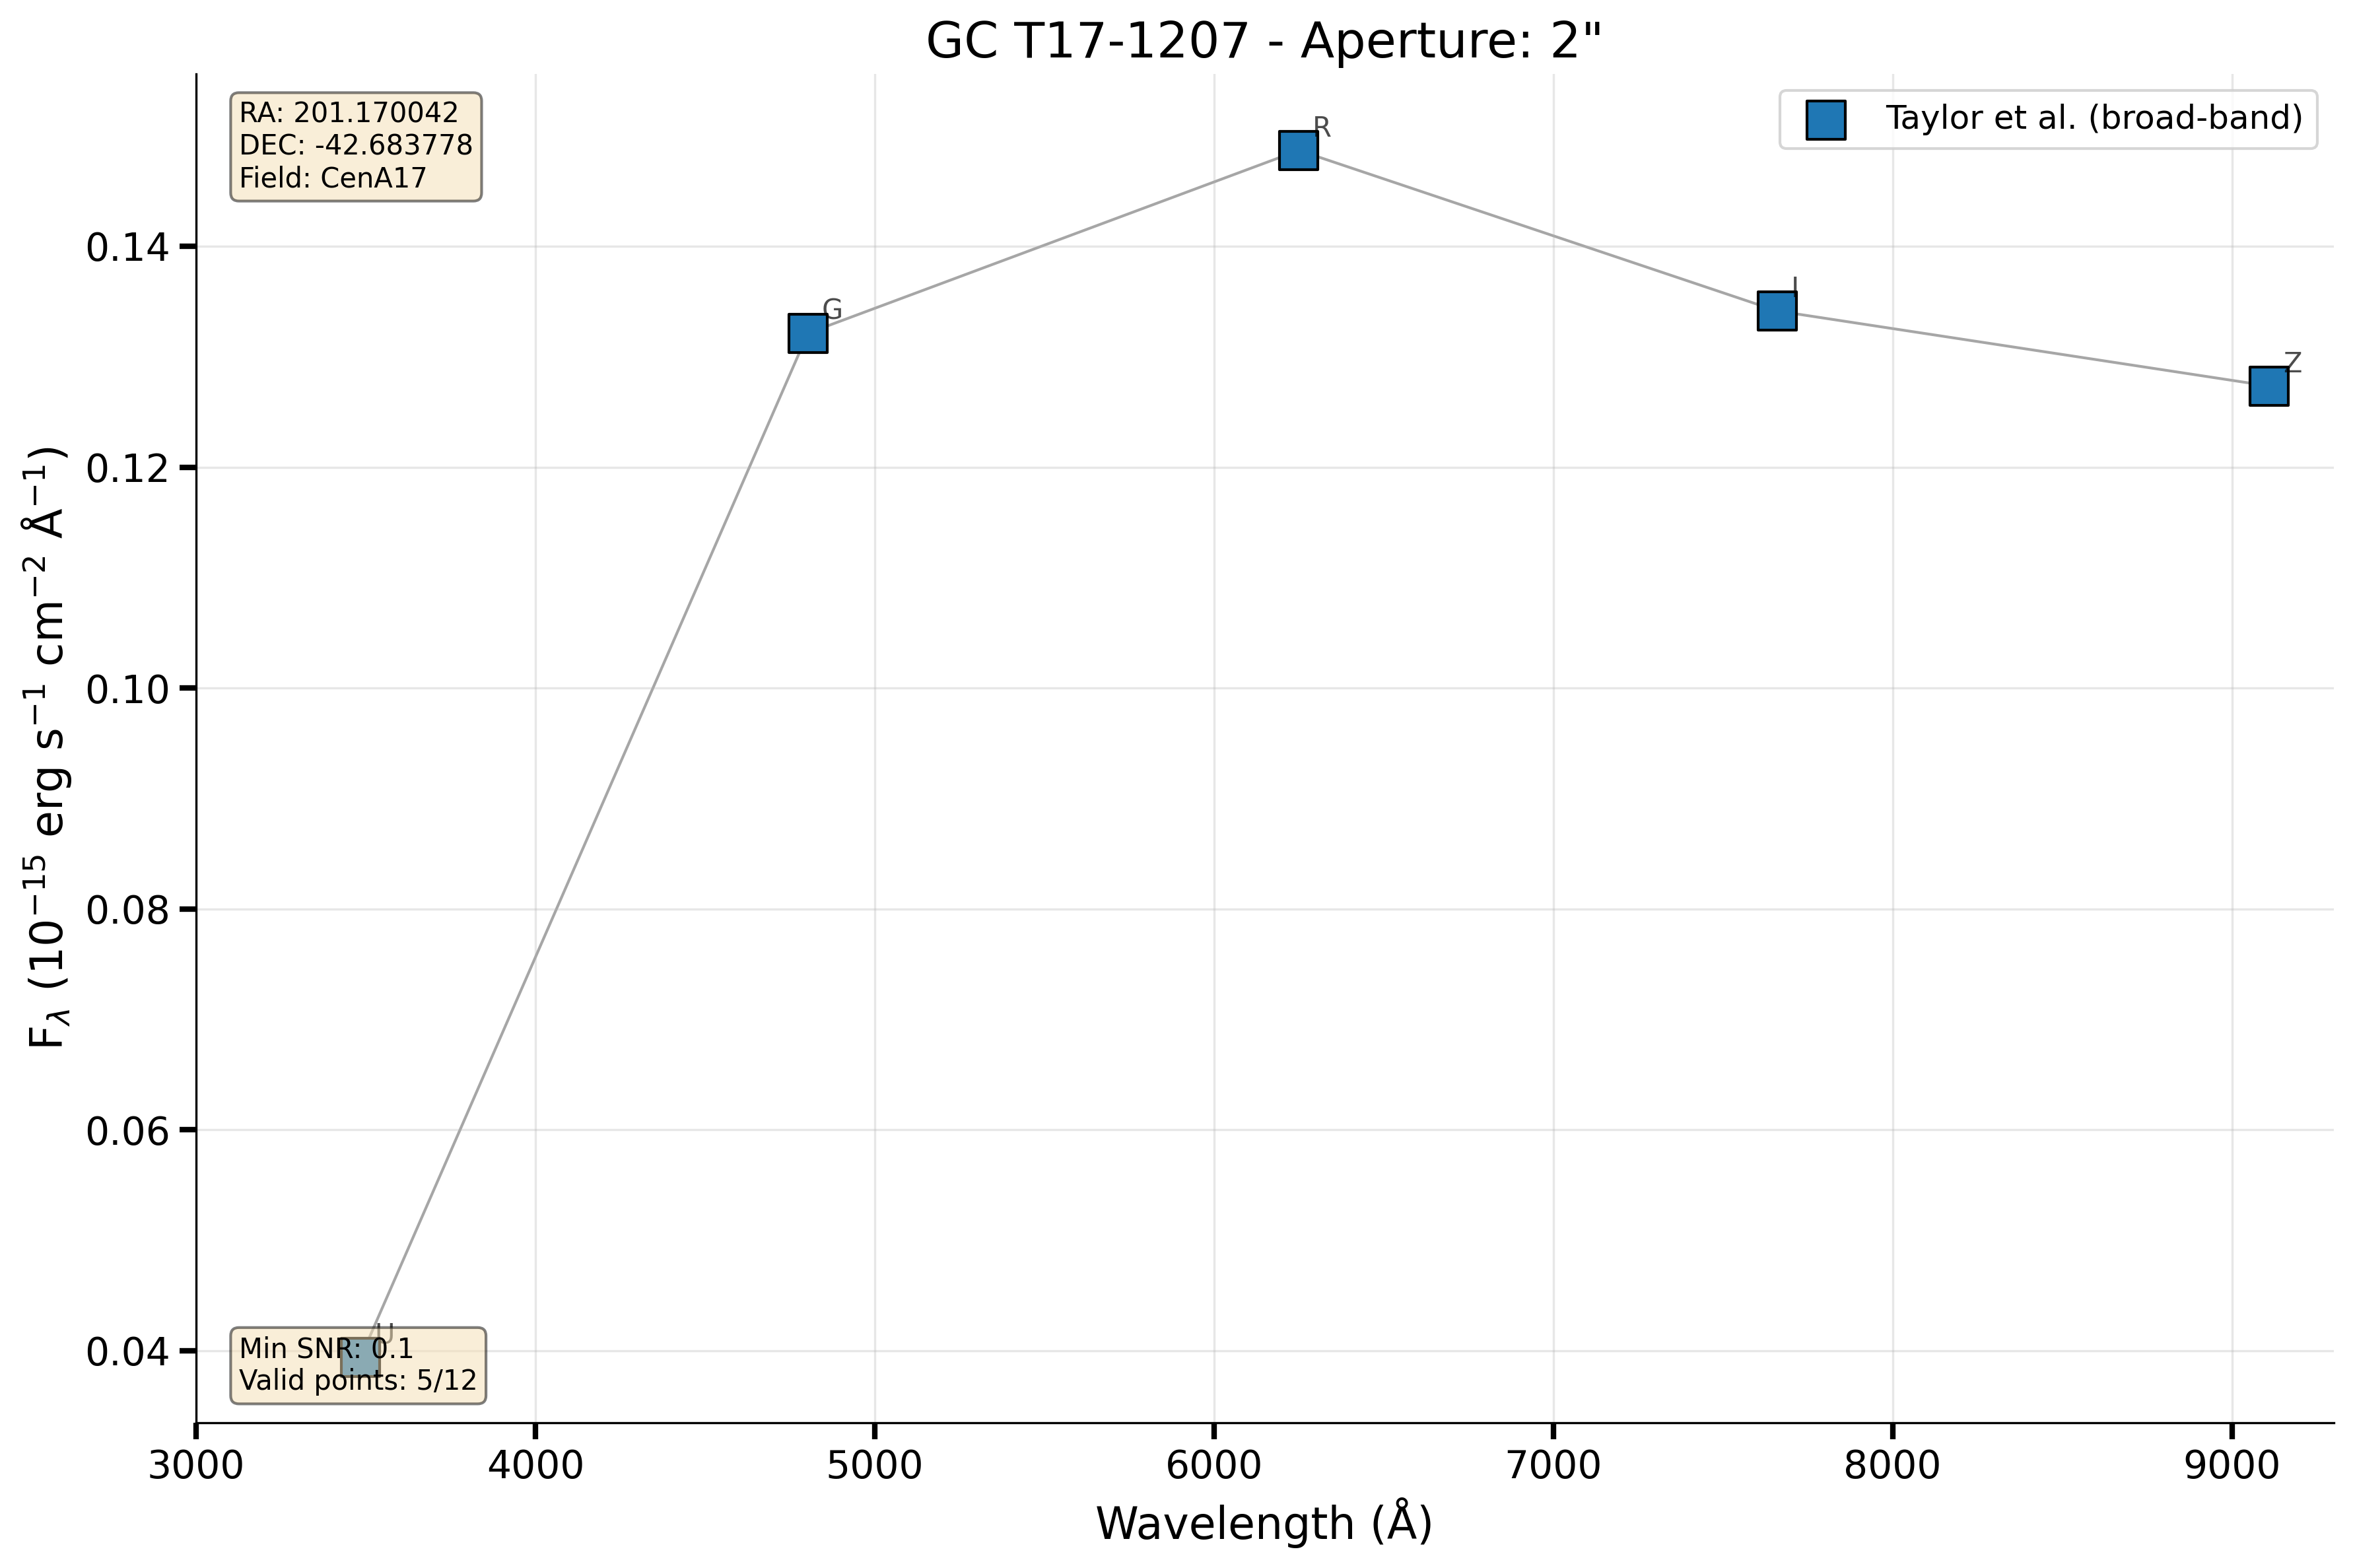 GC T17-1207 - Aperture: 2"
RA: 201.170042
DEC: -42.683778
Field: CenA17
Taylor et al. (broad-band)
R
G
I
Z
U
Min SNR: 0.1
Valid points: 5/12
0.14
0.12
0.10
0.08
0.06
0.04
F_λ (10⁻¹⁵ erg s⁻¹ cm⁻² Å⁻¹)
3000 4000 5000 6000 7000 8000 9000
Wavelength (Å)